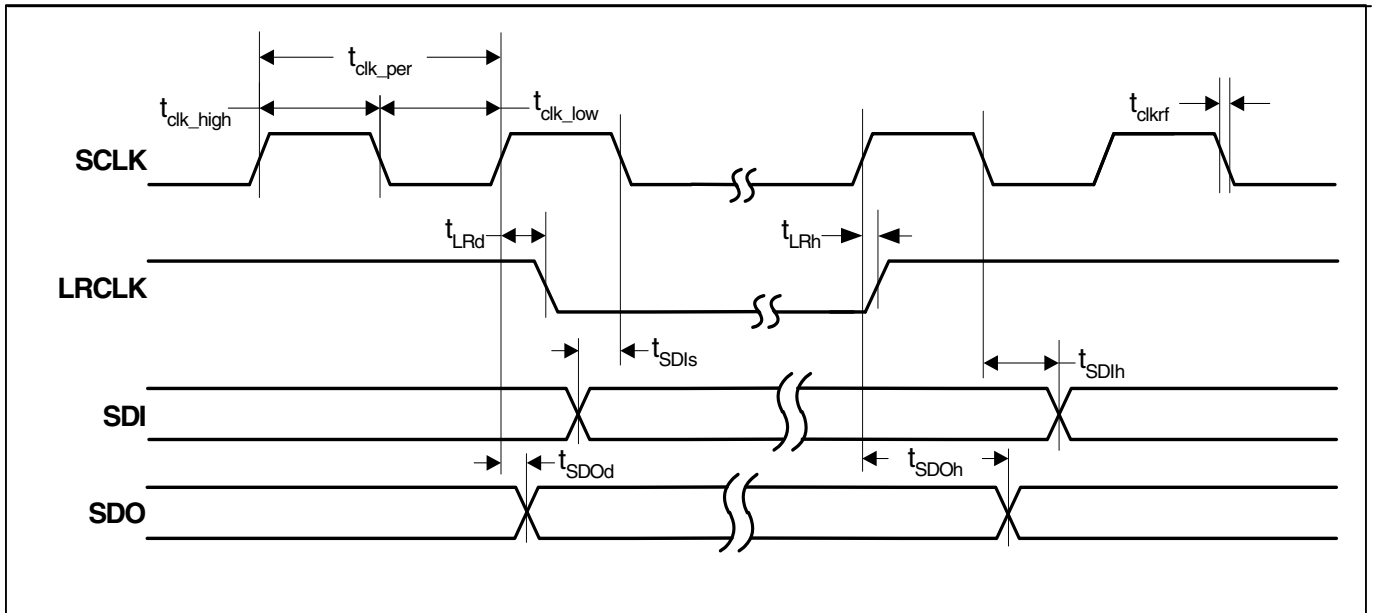 t_clk_per
t_clk_high
t_clk_low
t_clkrf
SCLK
t_LRd
t_LRh
LRCLK
t_SDIs
t_SDIh
SDI
t_SDOd
t_SDOh
SDO